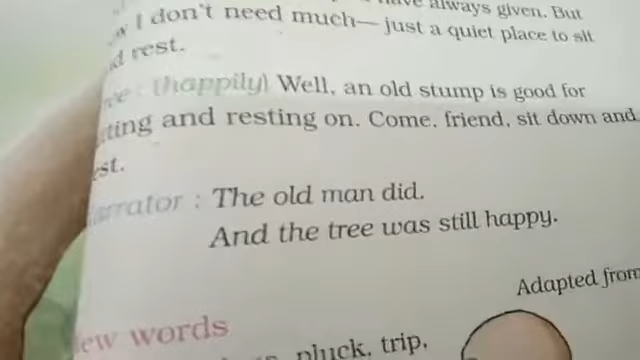 always given. But
I don't need much— just a quiet place to sit
rest.
(happily) Well, an old stump is good for
and resting on. Come, friend, sit down and
Narrator : The old man did.
And the tree was still happy.
Adapted from
New words
pluck, trip,